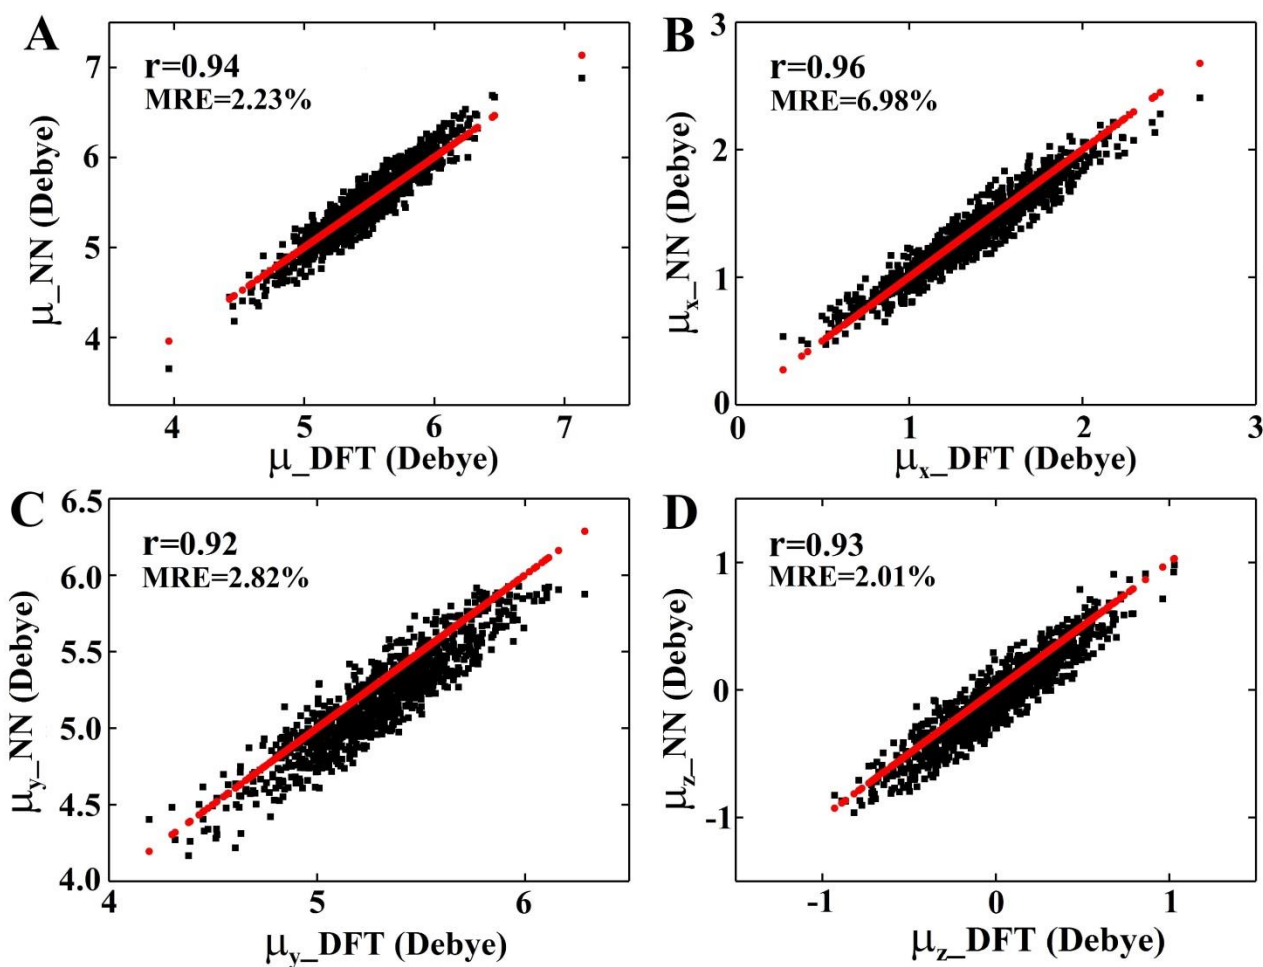 A
r=0.94
MRE=2.23%
7
6
5
4
μ_NN (Debye)
4 5 6 7
μ_DFT (Debye)
B
r=0.96
MRE=6.98%
3
2
1
0
μx_NN (Debye)
0 1 2 3
μx_DFT (Debye)
C
r=0.92
MRE=2.82%
6.5
6.0
5.5
5.0
4.5
4.0
μy_NN (Debye)
4 5 6
μy_DFT (Debye)
D
r=0.93
MRE=2.01%
1
0
-1
μz_NN (Debye)
-1 0 1
μz_DFT (Debye)